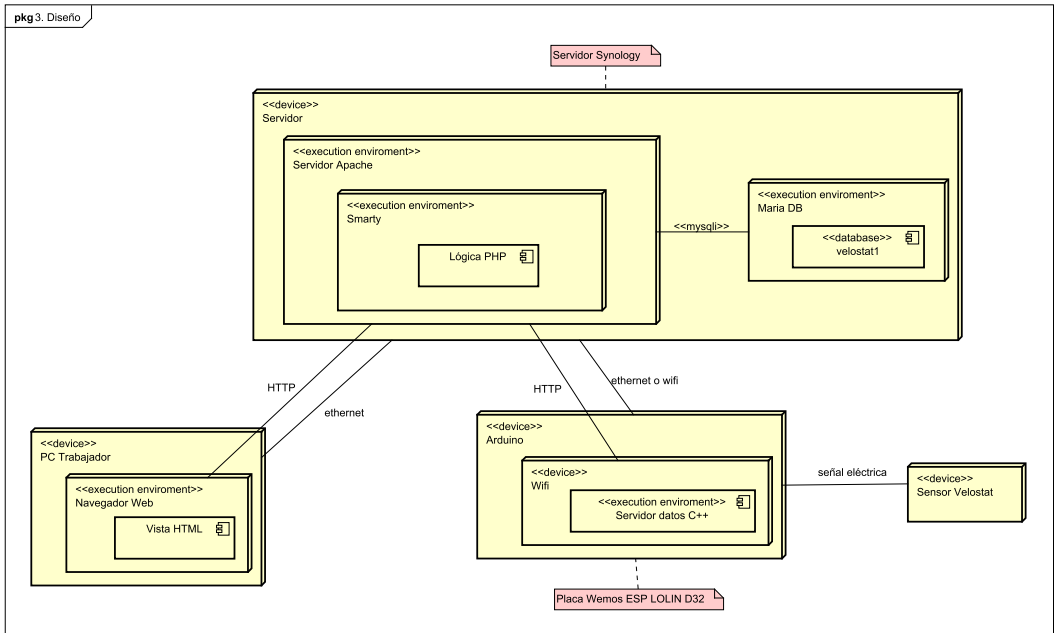 pkg 3. Diseño
Servidor Synology
<<device>>
Servidor
<<execution enviroment>>
Servidor Apache
<<execution enviroment>>
Smarty
Lógica PHP
<<mysqli>>
<<execution enviroment>>
Maria DB
<<database>>
velostat1
HTTP
ethernet
HTTP
ethernet o wifi
<<device>>
PC Trabajador
<<execution enviroment>>
Navegador Web
Vista HTML
<<device>>
Arduino
<<device>>
Wifi
<<execution enviroment>>
Servidor datos C++
señal eléctrica
<<device>>
Sensor Velostat
Placa Wemos ESP LOLIN D32